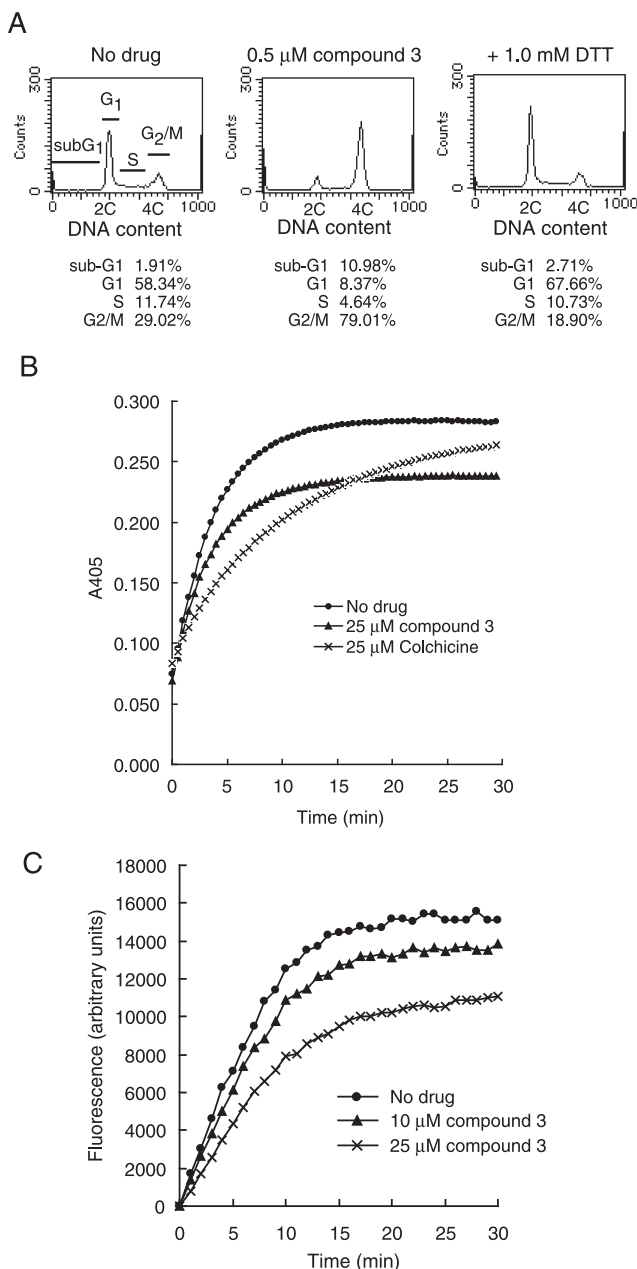 A
No drug
0.5 μM compound 3
+ 1.0 mM DTT
300
Counts
0
subG1
G1
S
G2/M
0 2C 4C 1000
DNA content
300
Counts
0
0 2C 4C 1000
DNA content
300
Counts
0
0 2C 4C 1000
DNA content
sub-G1 1.91%
G1 58.34%
S 11.74%
G2/M 29.02%
sub-G1 10.98%
G1 8.37%
S 4.64%
G2/M 79.01%
sub-G1 2.71%
G1 67.66%
S 10.73%
G2/M 18.90%
B
0.300
0.250
0.200
0.150
0.100
0.050
0.000
A405
No drug
25 μM compound 3
25 μM Colchicine
0 5 10 15 20 25 30
Time (min)
C
18000
16000
14000
12000
10000
8000
6000
4000
2000
0
Fluorescence (arbitrary units)
No drug
10 μM compound 3
25 μM compound 3
0 5 10 15 20 25 30
Time (min)